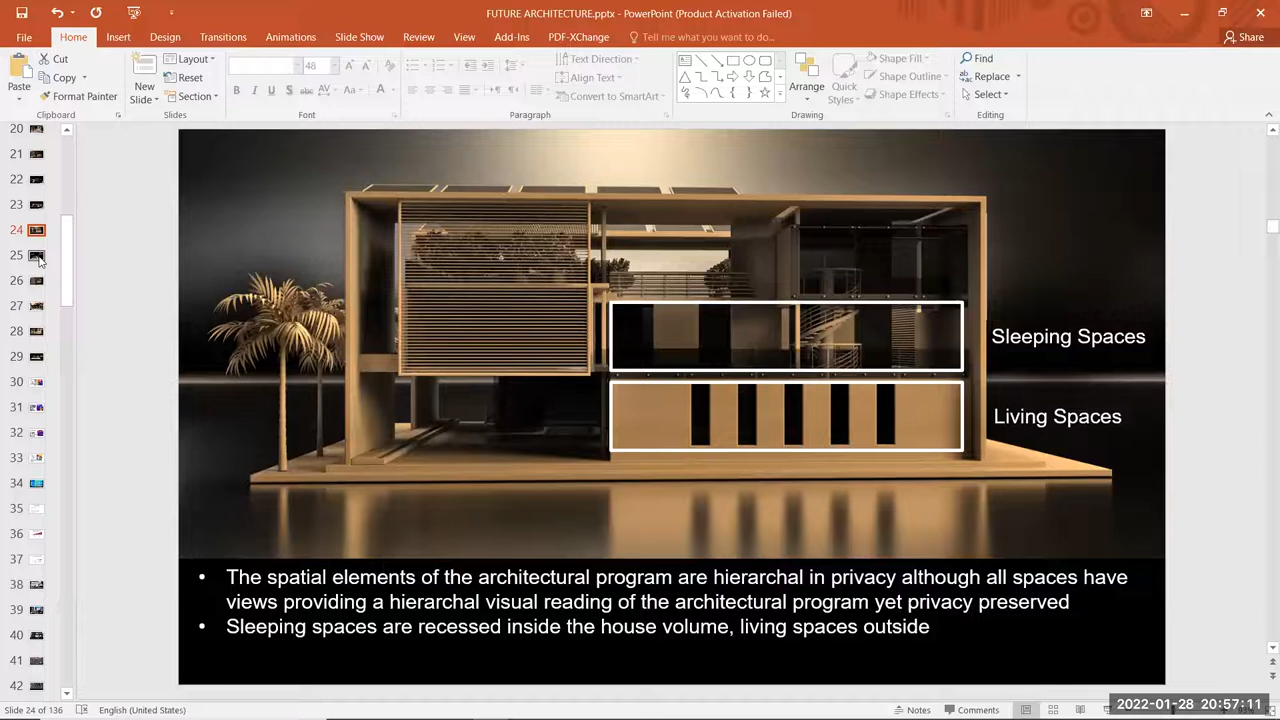 FUTURE ARCHITECTURE.pptx - PowerPoint (Product Activation Failed)
File Home Insert Design Transitions Animations Slide Show Review View Add-Ins PDF-XChange Tell me what you want to do... Share
Paste
Cut
Copy
Format Painter
Clipboard
New Slide
Layout
Reset
Section
Slides
48
B I U S abc AV Aa A
Font
Text Direction
Align Text
Convert to SmartArt
Paragraph
Arrange
Quick Styles
Shape Fill
Shape Outline
Shape Effects
Drawing
Find
Replace
Select
Editing
20
21
22
23
24
25
27
28
29
30
31
32
33
34
35
36
37
38
39
40
41
42
Sleeping Spaces
Living Spaces
• The spatial elements of the architectural program are hierarchal in privacy although all spaces have
views providing a hierarchal visual reading of the architectural program yet privacy preserved
• Sleeping spaces are recessed inside the house volume, living spaces outside
Slide 24 of 136 English (United States) Notes Comments
2022-01-28 20:57:11